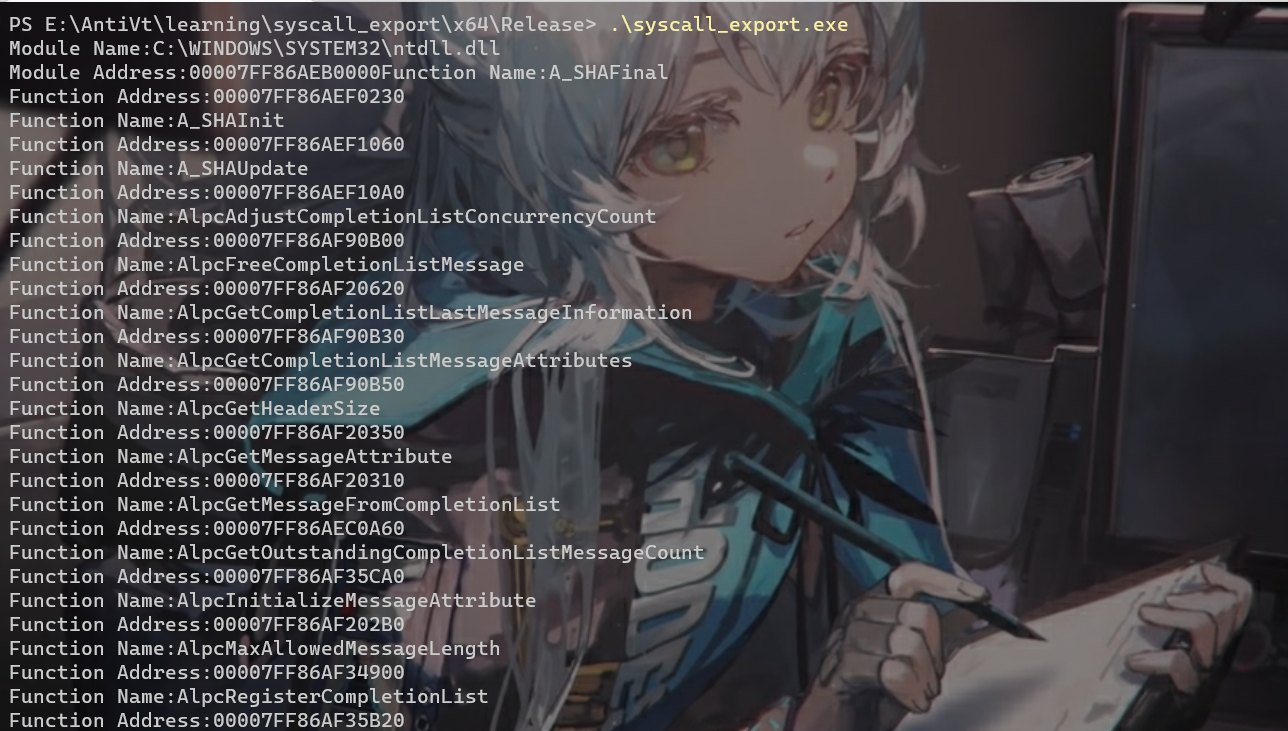 PS E:\AntiVt\learning\syscall_export\x64\Release> .\syscall_export.exe
Module Name:C:\WINDOWS\SYSTEM32\ntdll.dll
Module Address:00007FF86AEB0000Function Name:A_SHAFinal
Function Address:00007FF86AEF0230
Function Name:A_SHAInit
Function Address:00007FF86AEF1060
Function Name:A_SHAUpdate
Function Address:00007FF86AEF10A0
Function Name:AlpcAdjustCompletionListConcurrencyCount
Function Address:00007FF86AF90B00
Function Name:AlpcFreeCompletionListMessage
Function Address:00007FF86AF20620
Function Name:AlpcGetCompletionListLastMessageInformation
Function Address:00007FF86AF90B30
Function Name:AlpcGetCompletionListMessageAttributes
Function Address:00007FF86AF90B50
Function Name:AlpcGetHeaderSize
Function Address:00007FF86AF20350
Function Name:AlpcGetMessageAttribute
Function Address:00007FF86AF20310
Function Name:AlpcGetMessageFromCompletionList
Function Address:00007FF86AEC0A60
Function Name:AlpcGetOutstandingCompletionListMessageCount
Function Address:00007FF86AF35CA0
Function Name:AlpcInitializeMessageAttribute
Function Address:00007FF86AF202B0
Function Name:AlpcMaxAllowedMessageLength
Function Address:00007FF86AF34900
Function Name:AlpcRegisterCompletionList
Function Address:00007FF86AF35B20